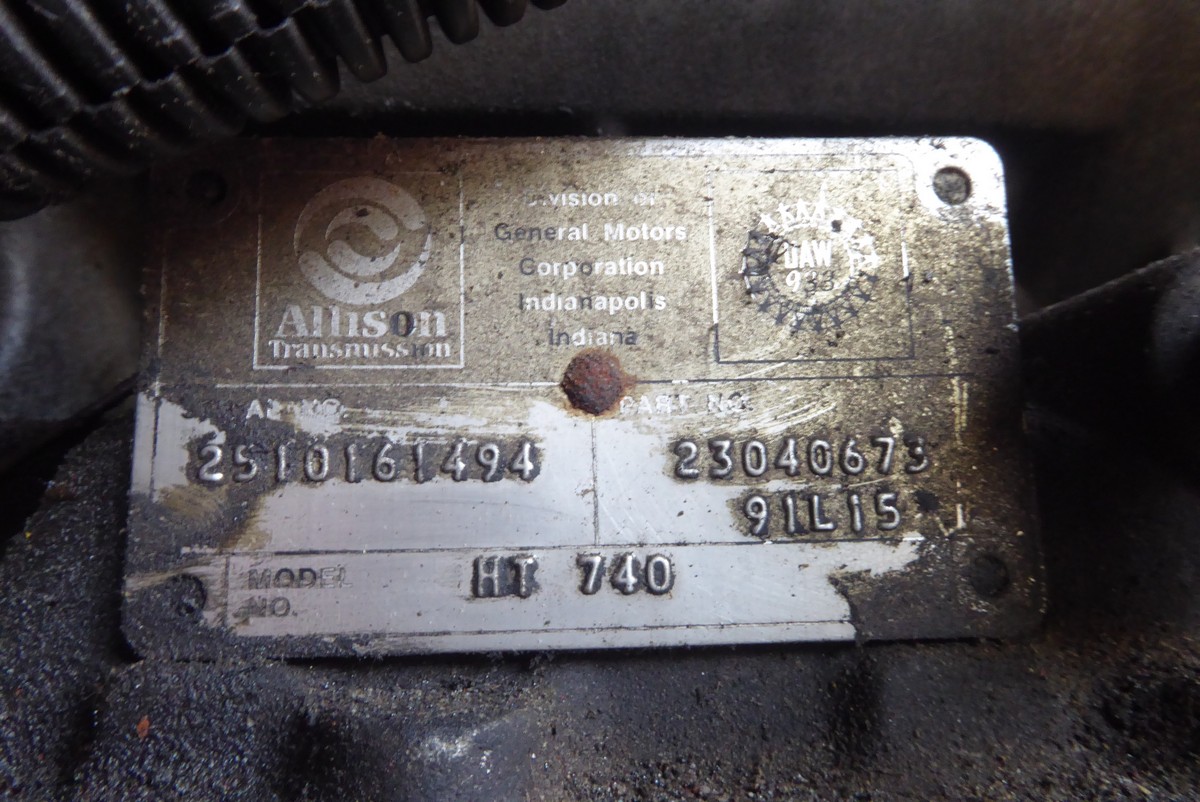 Allison
Transmission
Division of
General Motors
Corporation
Indianapolis
Indiana
UAW
933
PART NO.
2510161494
23040673
91L15
MODEL
NO.
HT 740